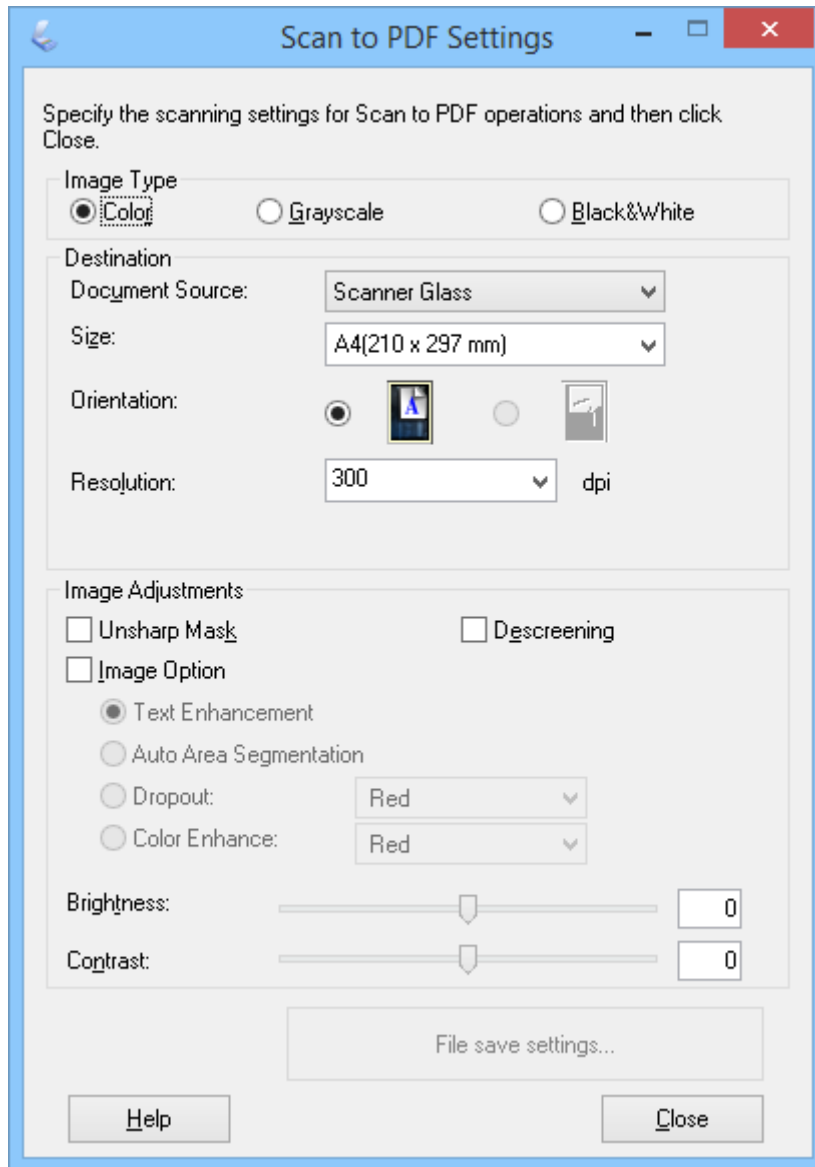 Scan to PDF Settings
Specify the scanning settings for Scan to PDF operations and then click
Close.
Image Type
Color Grayscale Black&White
Destination
Document Source: Scanner Glass
Size: A4(210 x 297 mm)
Orientation: A
Resolution: 300 dpi
Image Adjustments
Unsharp Mask Descreening
Image Option
Text Enhancement
Auto Area Segmentation
Dropout: Red
Color Enhance: Red
Brightness: 0
Contrast: 0
File save settings...
Help Close